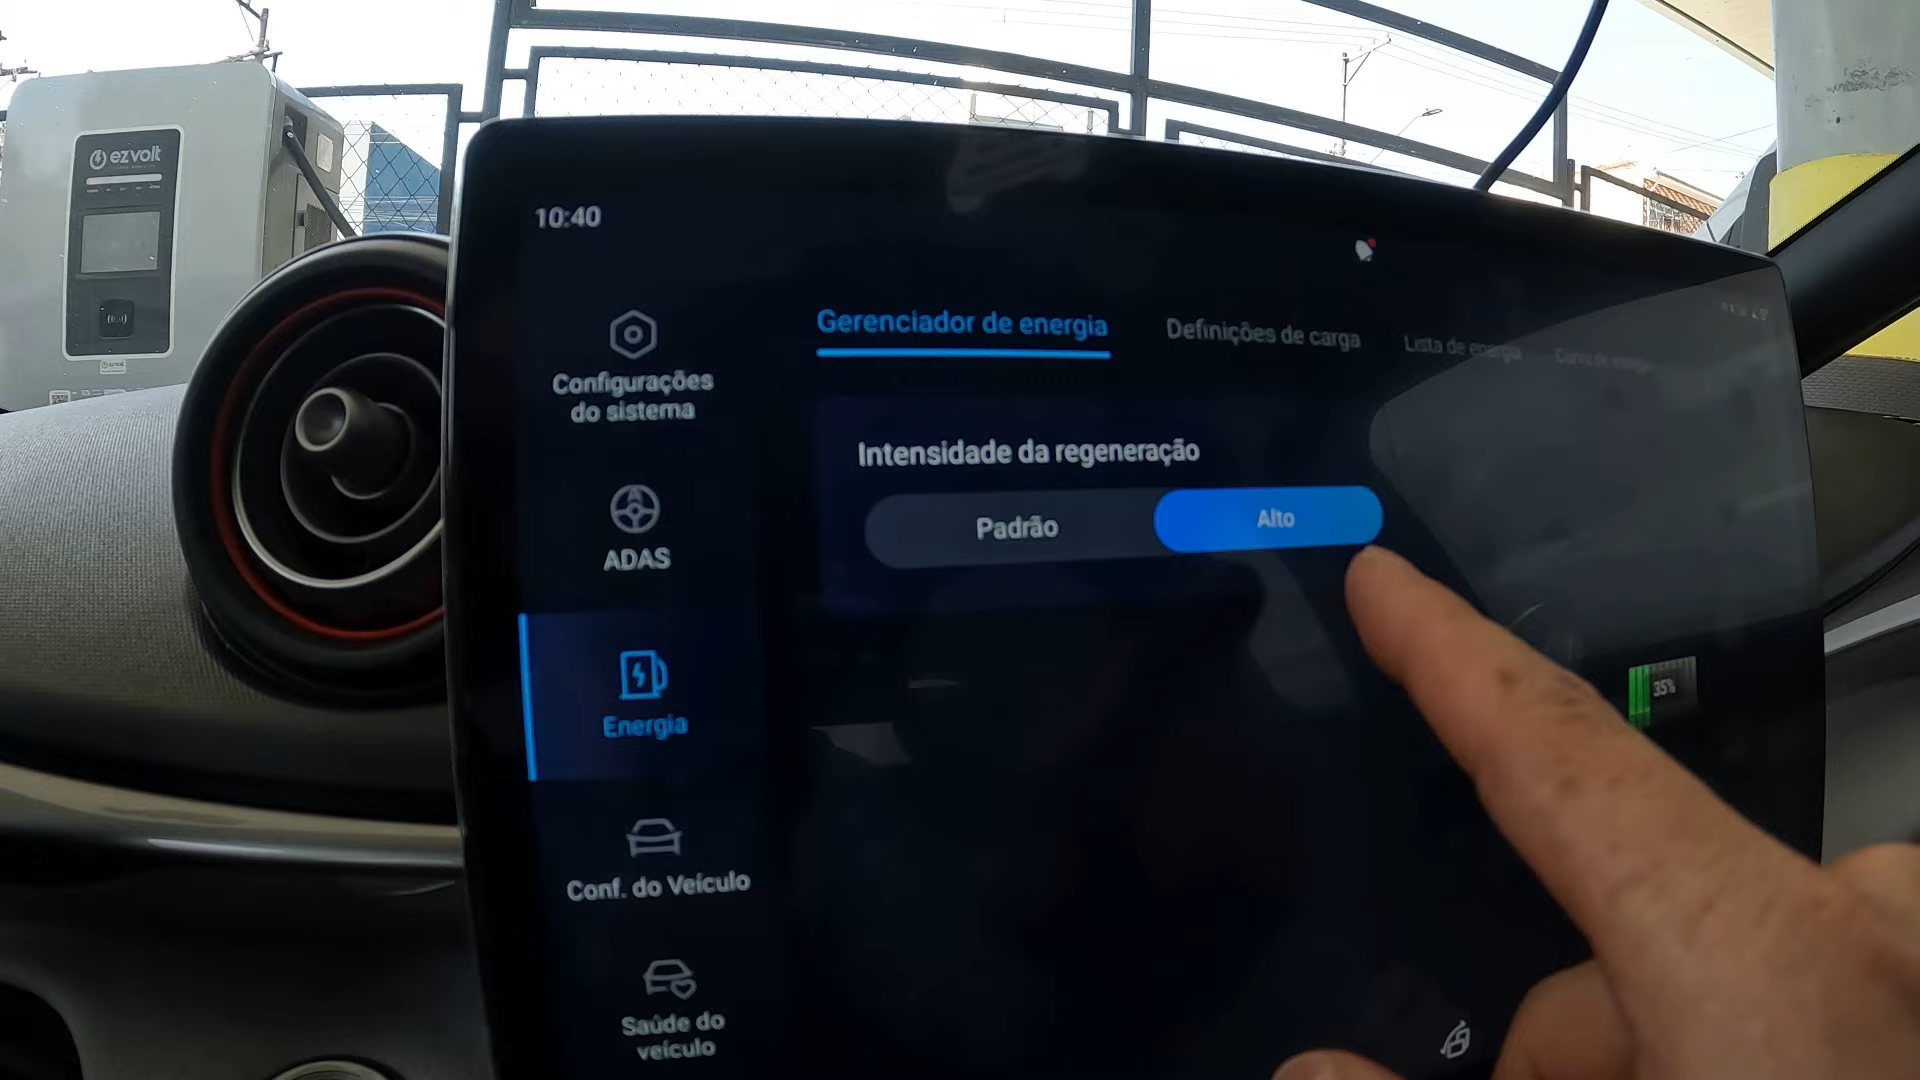 ezvolt
10:40
Gerenciador de energia
Definições de carga
Lista de energia
Configurações
do sistema
Intensidade da regeneração
Padrão
Alto
ADAS
35%
Energia
Conf. do Veículo
Saúde do
veículo